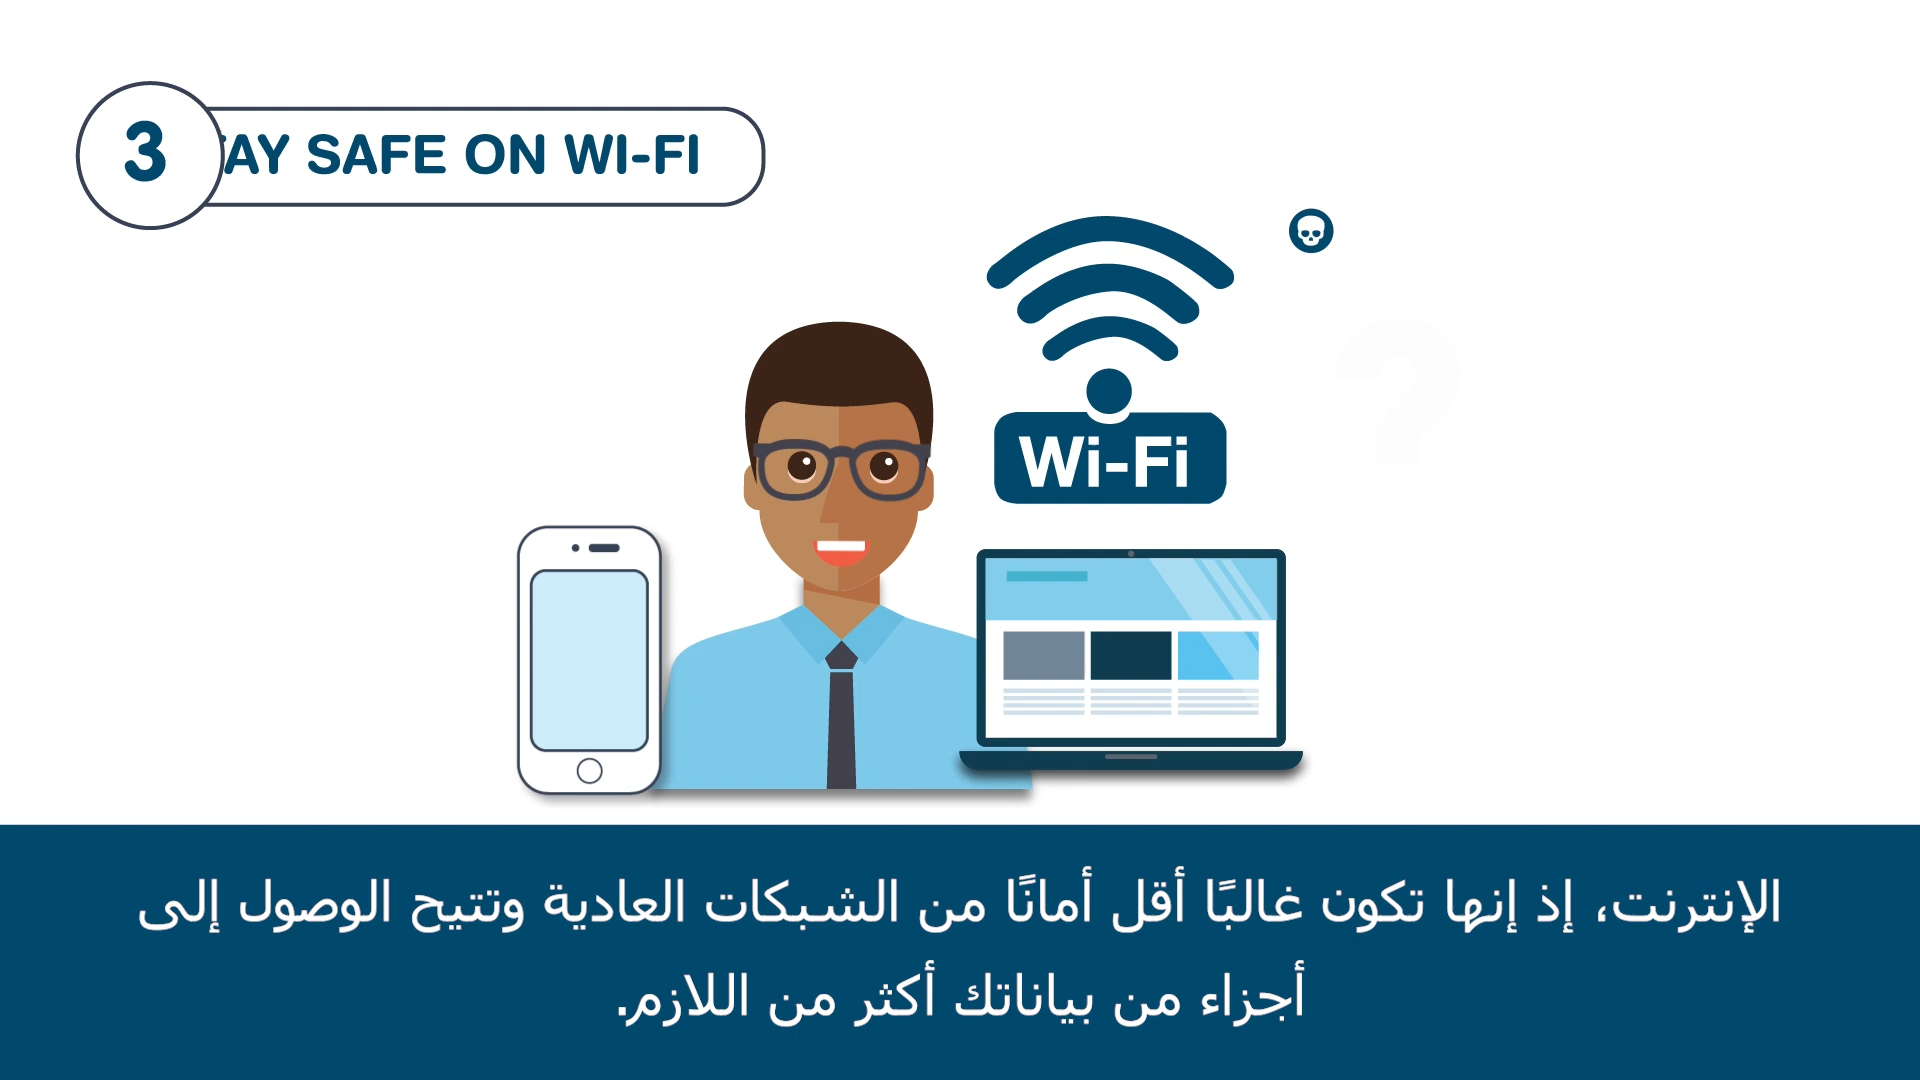 3
AY SAFE ON WI-FI
Wi-Fi
الإنترنت، إذ إنها تكون غالبًا أقل أمانًا من الشبكات العادية وتتيح الوصول إلى
أجزاء من بياناتك أكثر من اللازم.